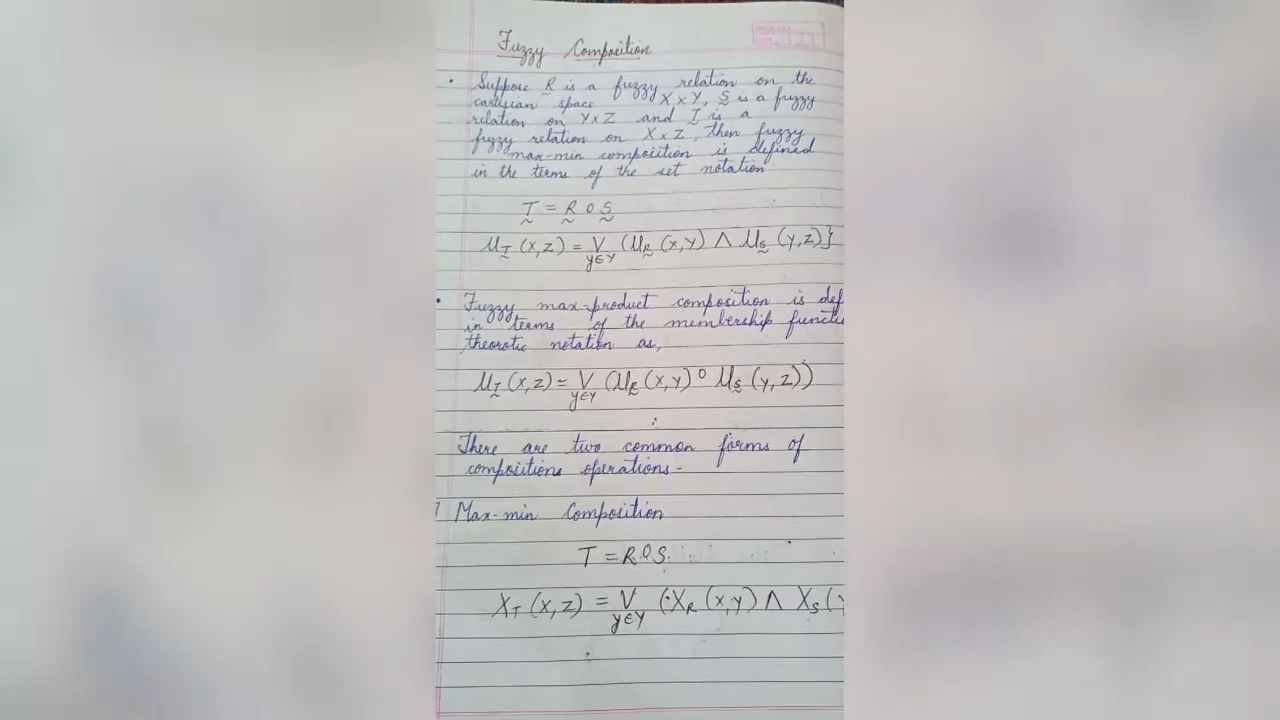 Fuzzy Composition
• Suppose R̰ is a fuzzy relation on the
cartisian space X x Y, S̰ is a fuzzy
relation on Y x Z and T̰ is a
fuzzy relation on X x Z, then fuzzy
max-min composition is defined
in the terms of the set notation
T̰ = R̰ o S̰
μT̰ (x,z) = V (μR̰ (x,y) Λ μS̰ (y,z)}
y∈Y
• Fuzzy max-product composition is def
in terms of the membership functi
theorotic notation as,
μT̰ (x,z) = V (μR̰ (x,y) o μS̰ (y,z))
y∈Y
There are two common forms of
compositions operations-
Max-min Composition
T = R O S.
XT (x,z) = V (·XR (x,y) Λ XS (y
y∈Y